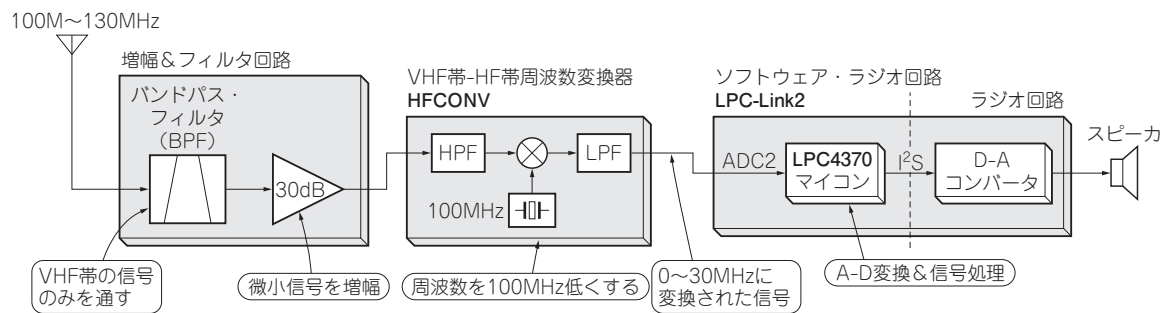 100M～130MHz
増幅&フィルタ回路
バンドパス・
フィルタ
（BPF）
30dB
VHF帯の信号
のみを通す
微小信号を増幅
VHF帯-HF帯周波数変換器
HFCONV
HPF
LPF
100MHz
周波数を100MHz低くする
0～30MHzに
変換された信号
ソフトウェア・ラジオ回路
LPC-Link2
ラジオ回路
ADC2
LPC4370
マイコン
I²S
D-A
コンバータ
スピーカ
A-D変換&信号処理